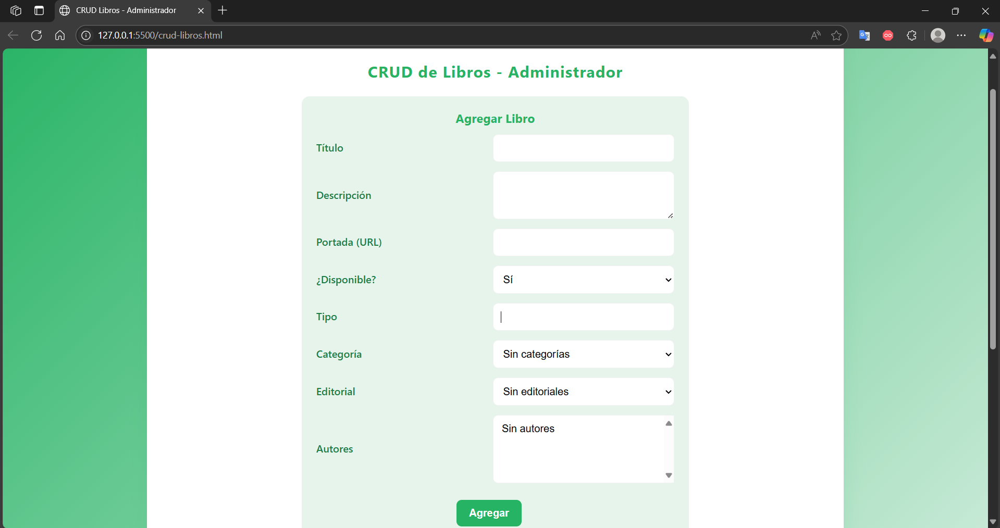 CRUD Libros - Administrador
127.0.0.1:5500/crud-libros.html
CRUD de Libros - Administrador
Agregar Libro
Título
Descripción
Portada (URL)
¿Disponible?
Sí
Tipo
Categoría
Sin categorías
Editorial
Sin editoriales
Autores
Sin autores
Agregar